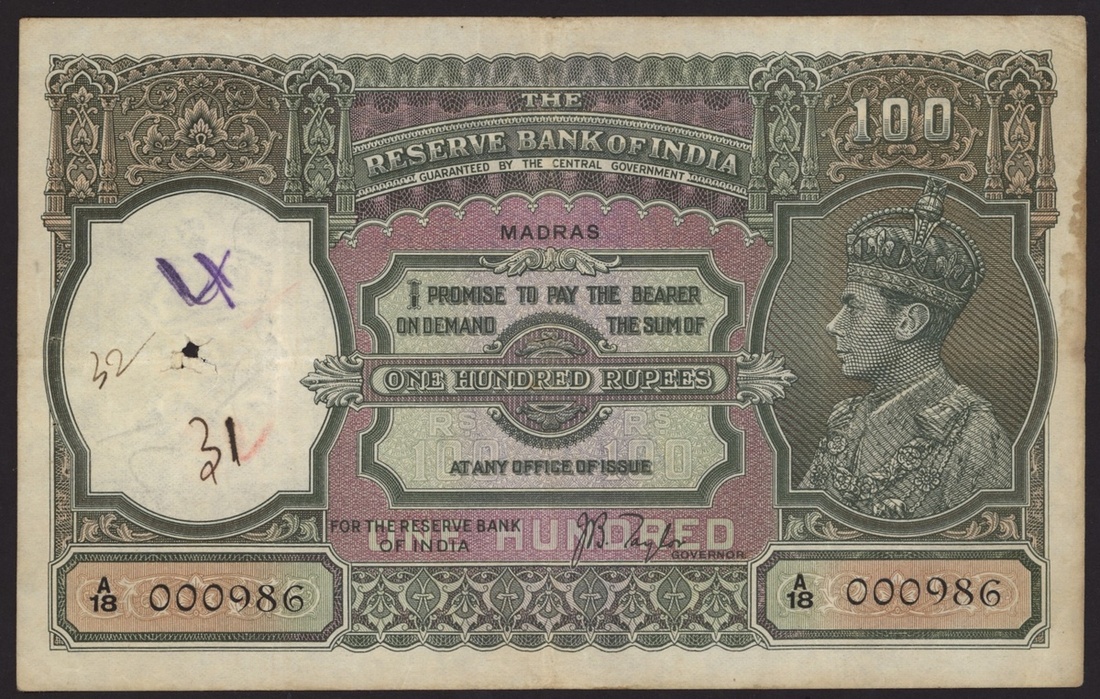 THE
RESERVE BANK OF INDIA
GUARANTEED BY THE CENTRAL GOVERNMENT
100
MADRAS
I PROMISE TO PAY THE BEARER
ON DEMAND THE SUM OF
ONE HUNDRED RUPEES
RS RS
100 100
AT ANY OFFICE OF ISSUE
32
31
ONE HUNDRED
FOR THE RESERVE BANK
OF INDIA
J.B. Taylor
GOVERNOR
A/18 000986
A/18 000986